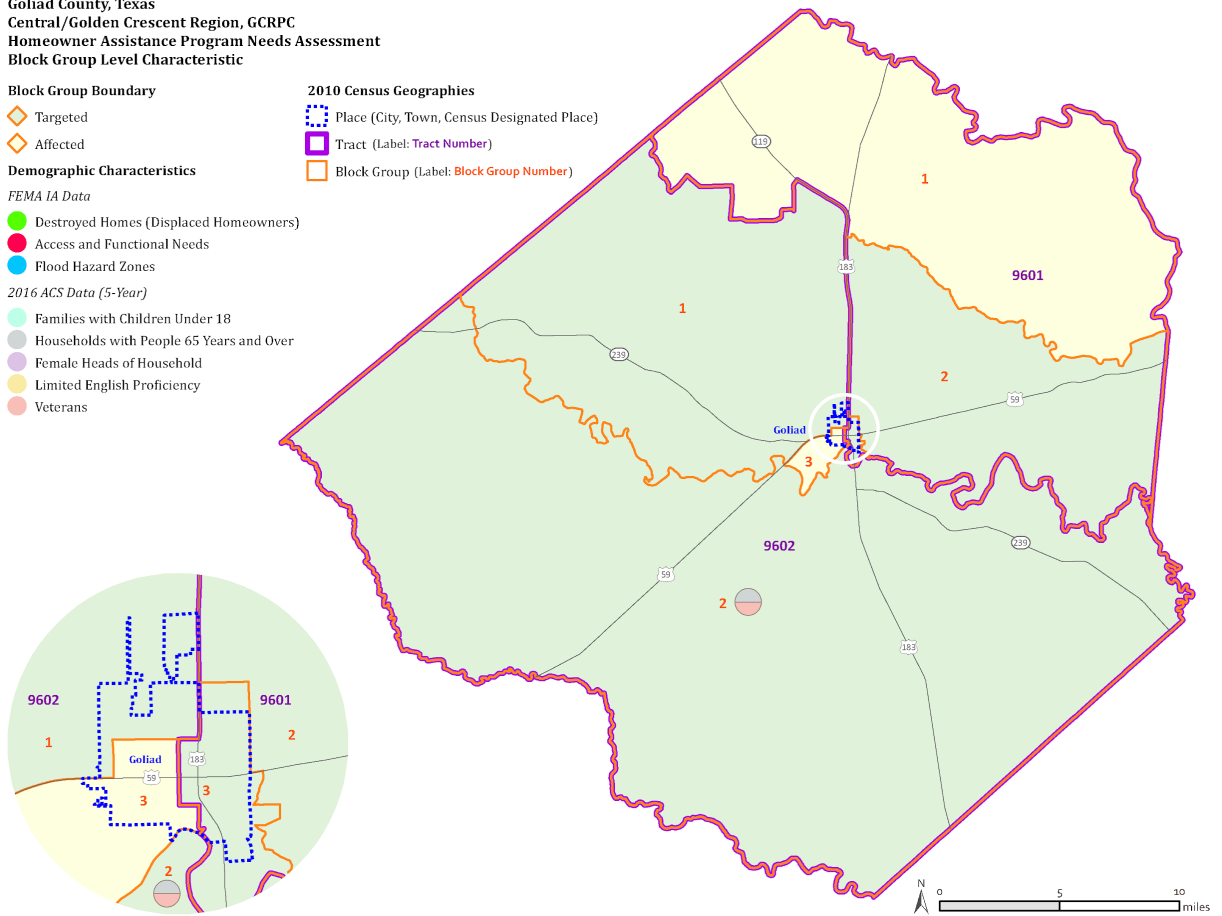 Goliad County, Texas
Central/Golden Crescent Region, GCRPC
Homeowner Assistance Program Needs Assessment
Block Group Level Characteristic
Block Group Boundary
Targeted
Affected
Demographic Characteristics
FEMA IA Data
Destroyed Homes (Displaced Homeowners)
Access and Functional Needs
Flood Hazard Zones
2016 ACS Data (5-Year)
Families with Children Under 18
Households with People 65 Years and Over
Female Heads of Household
Limited English Proficiency
Veterans
2010 Census Geographies
Place (City, Town, Census Designated Place)
Tract (Label: Tract Number)
Block Group (Label: Block Group Number)
119
1
9601
183
1
239
2
59
Goliad
3
9602
239
59
2
183
9602
9601
1
2
Goliad
183
59
3
3
2
N
0 5 10
miles